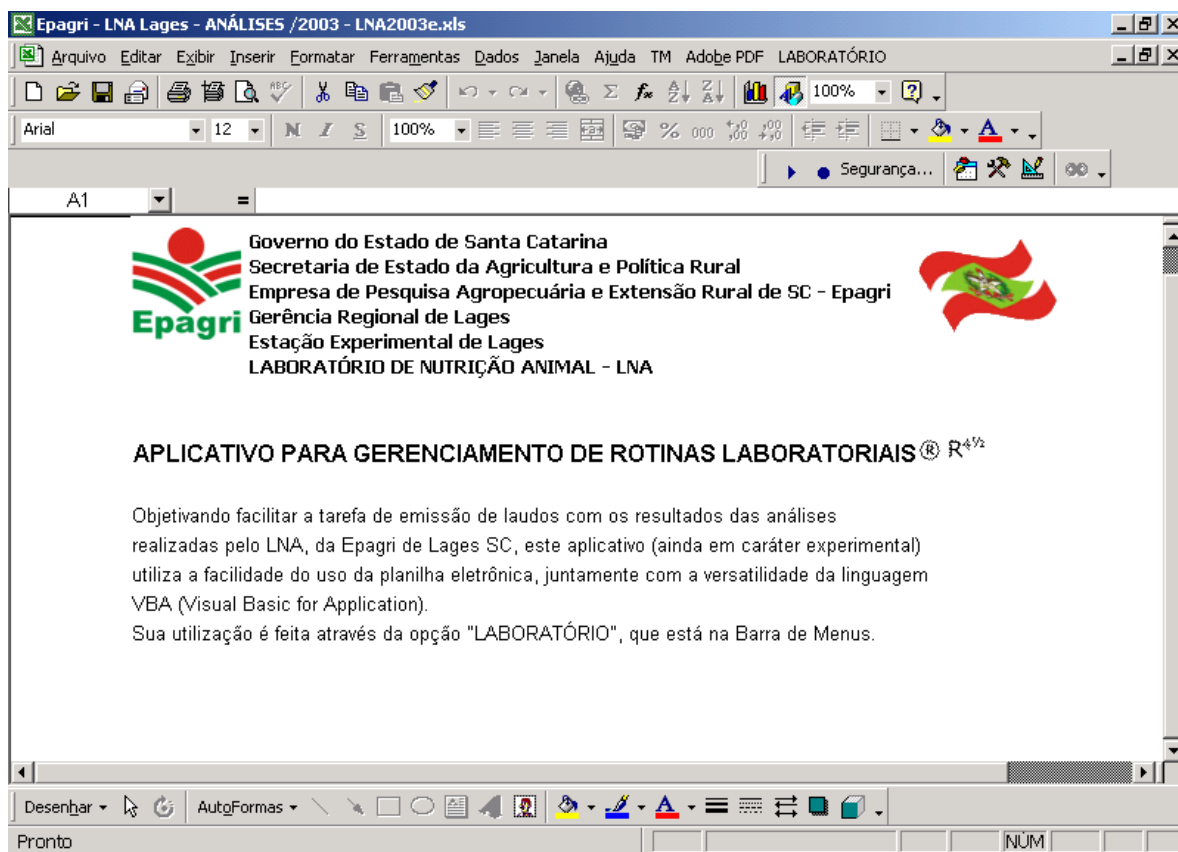 Epagri - LNA Lages - ANÁLISES /2003 - LNA2003e.xls
Arquivo Editar Exibir Inserir Formatar Ferramentas Dados Janela Ajuda TM Adobe PDF LABORATÓRIO
100%
Arial 12 N I S 100% % 000
Segurança...
A1 =
Governo do Estado de Santa Catarina
Secretaria de Estado da Agricultura e Política Rural
Empresa de Pesquisa Agropecuária e Extensão Rural de SC - Epagri
Epagri
Gerência Regional de Lages
Estação Experimental de Lages
LABORATÓRIO DE NUTRIÇÃO ANIMAL - LNA
APLICATIVO PARA GERENCIAMENTO DE ROTINAS LABORATORIAIS® R⁴½
Objetivando facilitar a tarefa de emissão de laudos com os resultados das análises
realizadas pelo LNA, da Epagri de Lages SC, este aplicativo (ainda em caráter experimental)
utiliza a facilidade do uso da planilha eletrônica, juntamente com a versatilidade da linguagem
VBA (Visual Basic for Application).
Sua utilização é feita através da opção "LABORATÓRIO", que está na Barra de Menus.
Desenhar AutoFormas
Pronto NÚM